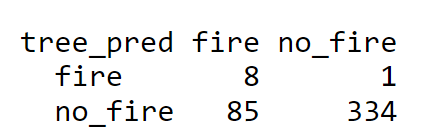 tree_pred fire no_fire
fire 8 1
no_fire 85 334